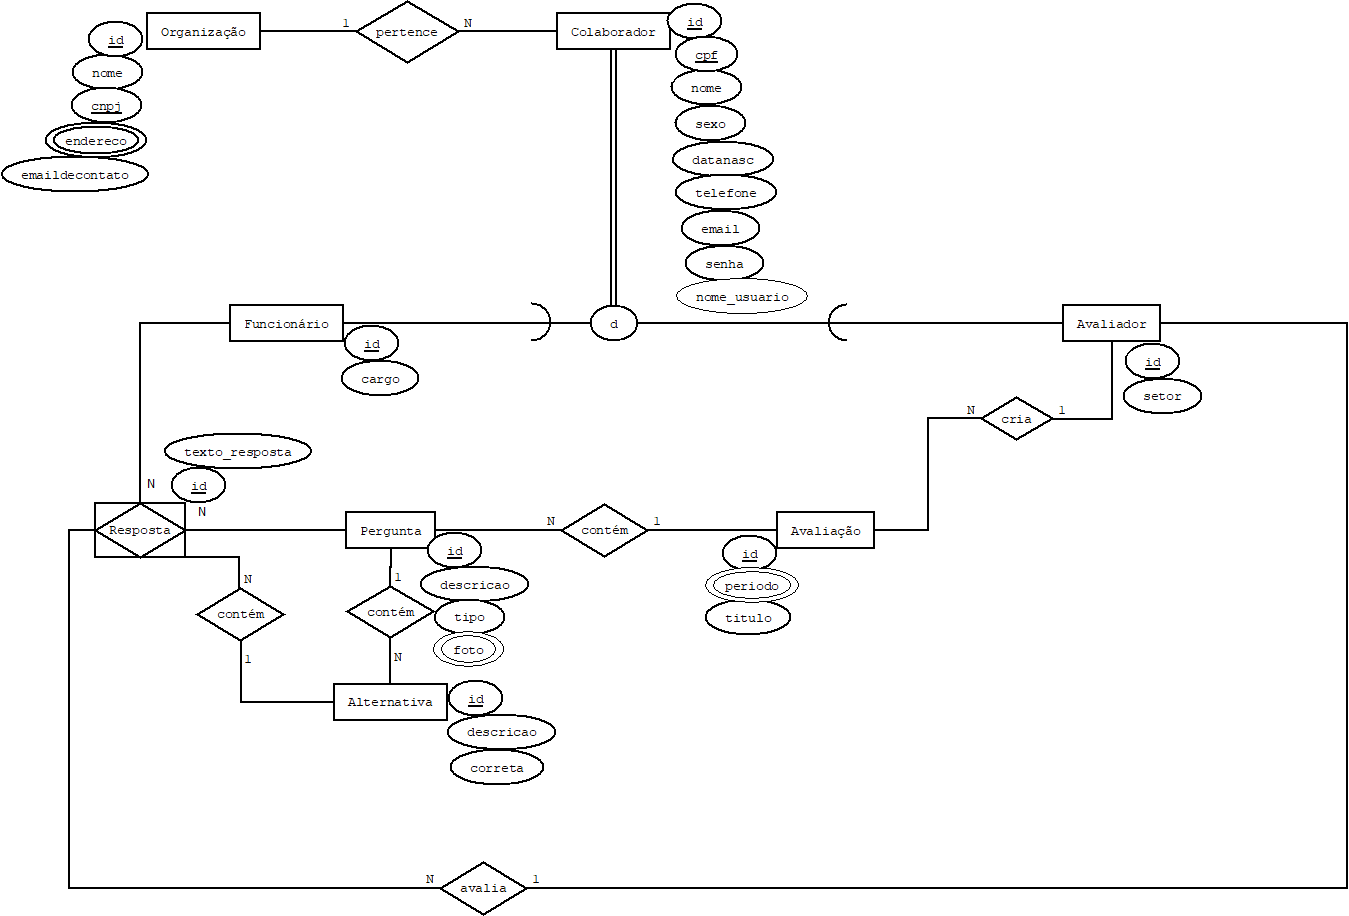 Organização
1
pertence
N
Colaborador
id
nome
cnpj
endereco
emaildecontato
id
cpf
nome
sexo
datanasc
telefone
email
senha
nome_usuario
Funcionário
d
Avaliador
id
cargo
id
setor
N
cria
1
texto_resposta
id
N
N
Resposta
Pergunta
N
contém
1
Avaliação
id
descricao
tipo
foto
id
periodo
titulo
N
contém
1
1
contém
N
Alternativa
id
descricao
correta
N
avalia
1